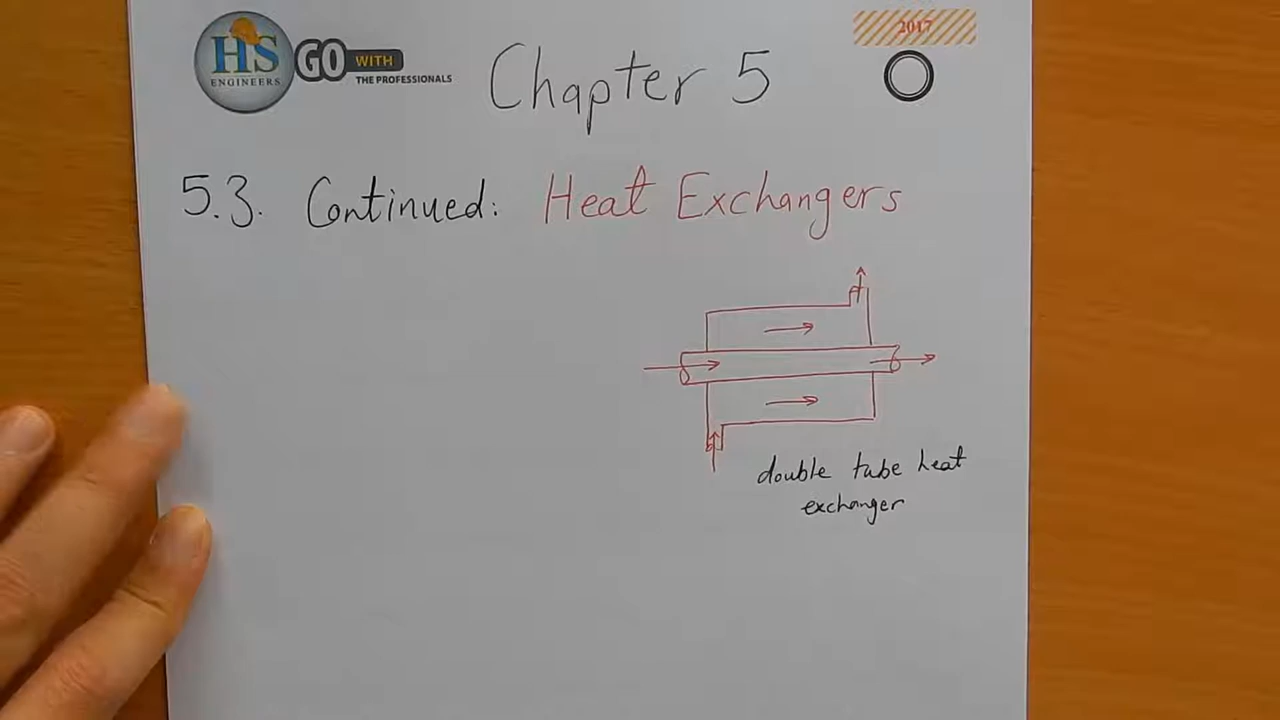 HS
ENGINEERS
GO WITH
THE PROFESSIONALS
2017
Chapter 5
5.3. Continued: Heat Exchangers
double tube heat
exchanger